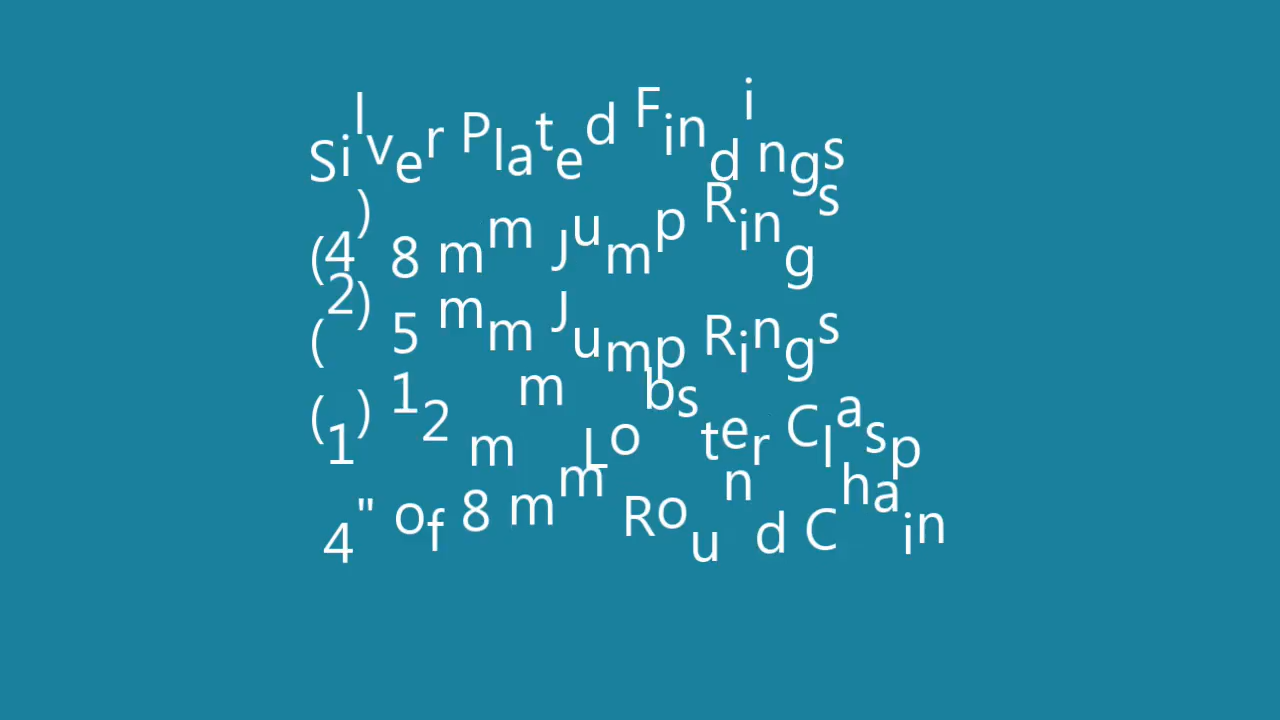 Silver Plated Findings
(4) 8 mm Jump Rings
(2) 5 mm Jump Rings
(1) 12 mm Lobster Clasp
4" of 8 mm Round Chain